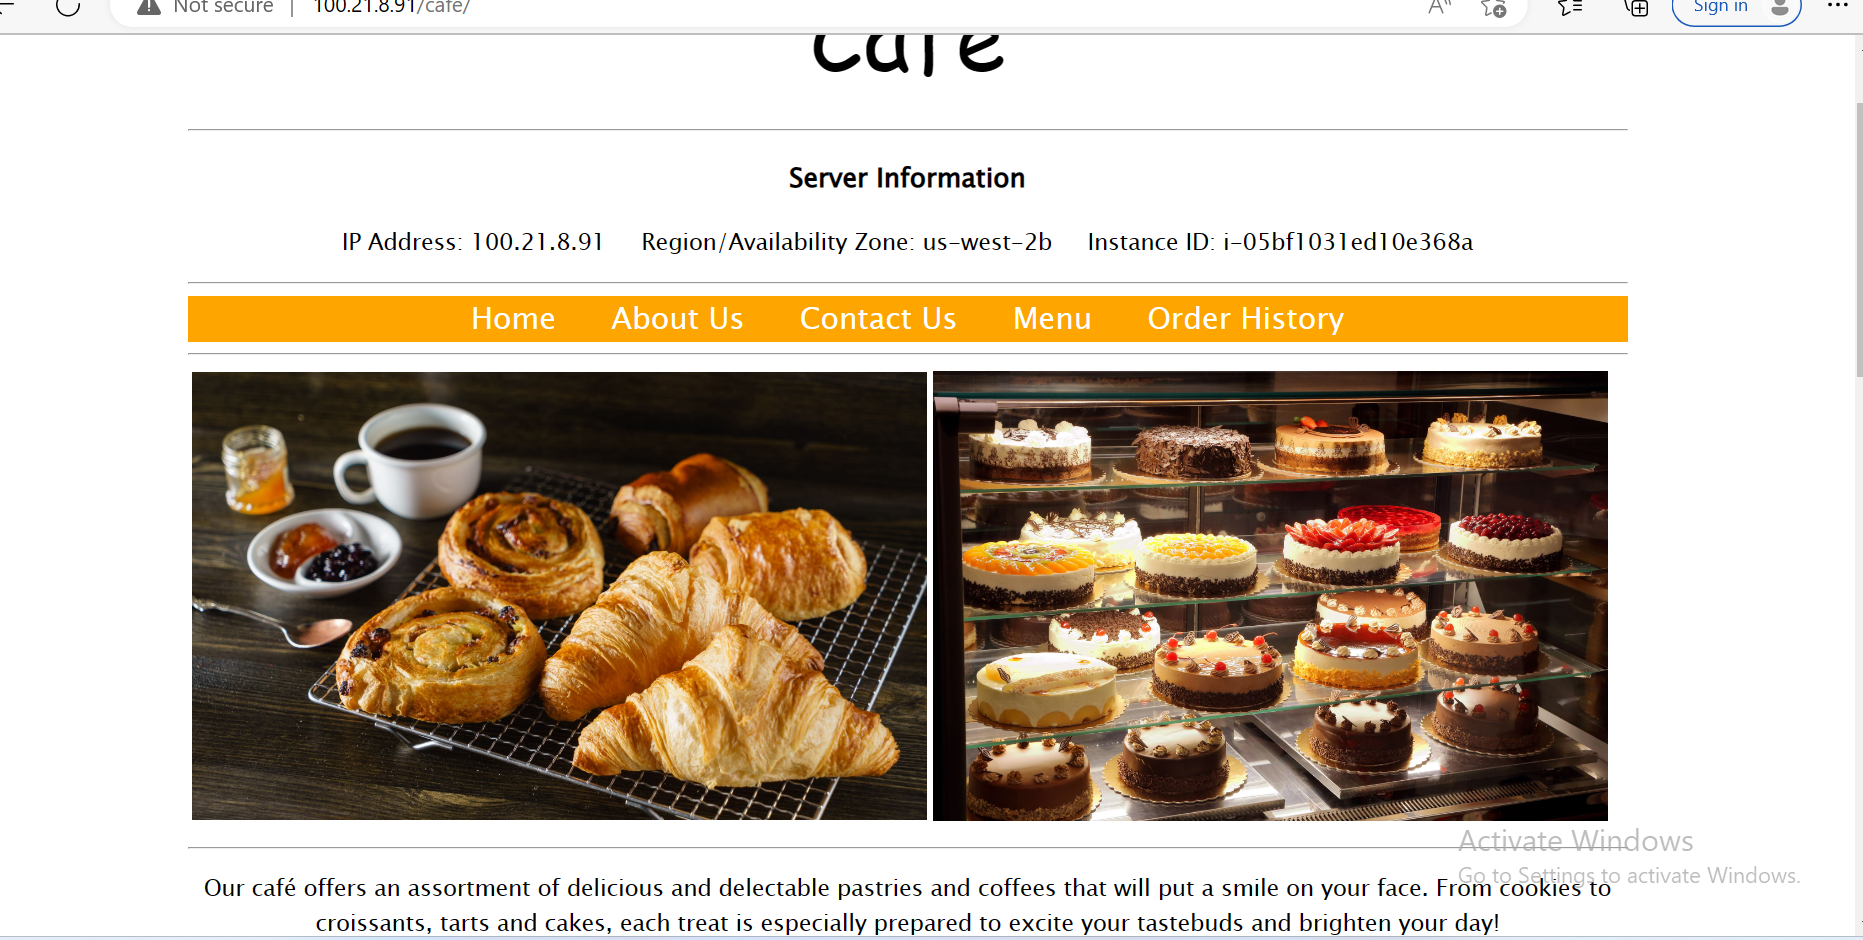 Not secure | 100.21.8.91/cafe/
Sign in
Café
Server Information
IP Address: 100.21.8.91 Region/Availability Zone: us-west-2b Instance ID: i-05bf1031ed10e368a
Home About Us Contact Us Menu Order History
Activate Windows
Go to Settings to activate Windows.
Our café offers an assortment of delicious and delectable pastries and coffees that will put a smile on your face. From cookies to
croissants, tarts and cakes, each treat is especially prepared to excite your tastebuds and brighten your day!